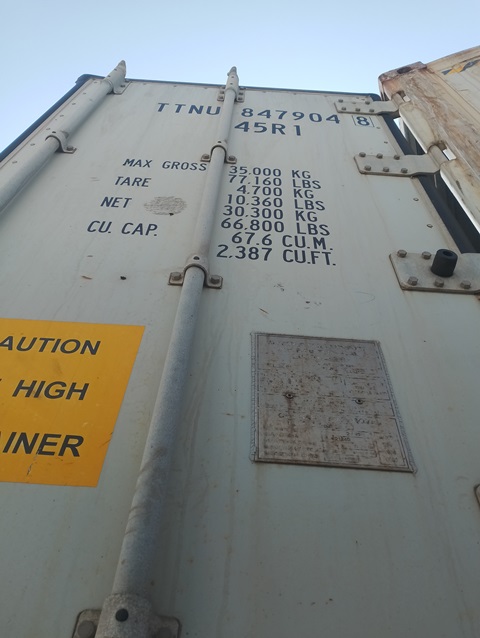 TTNU 847904 8
45R1
MAX GROSS 35.000 KG
77.160 LBS
TARE 4.700 KG
10.360 LBS
NET 30.300 KG
66.800 LBS
CU. CAP. 67.6 CU.M.
2.387 CU.FT.
AUTION
HIGH
AINER